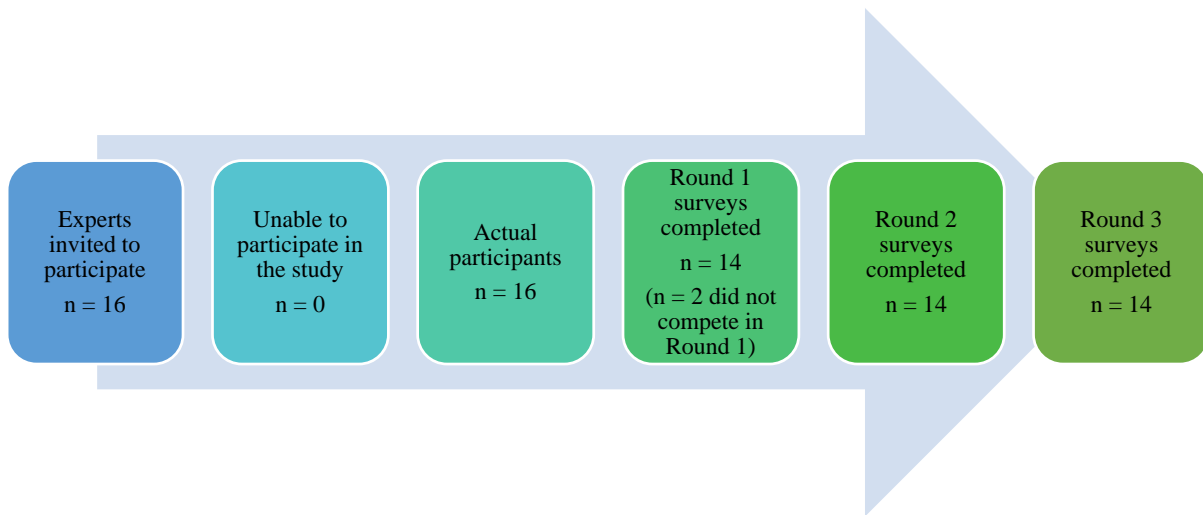 Experts
invited to
participate
n = 16
Unable to
participate in
the study
n = 0
Actual
participants
n = 16
Round 1
surveys
completed
n = 14
(n = 2 did not
compete in
Round 1)
Round 2
surveys
completed
n = 14
Round 3
surveys
completed
n = 14